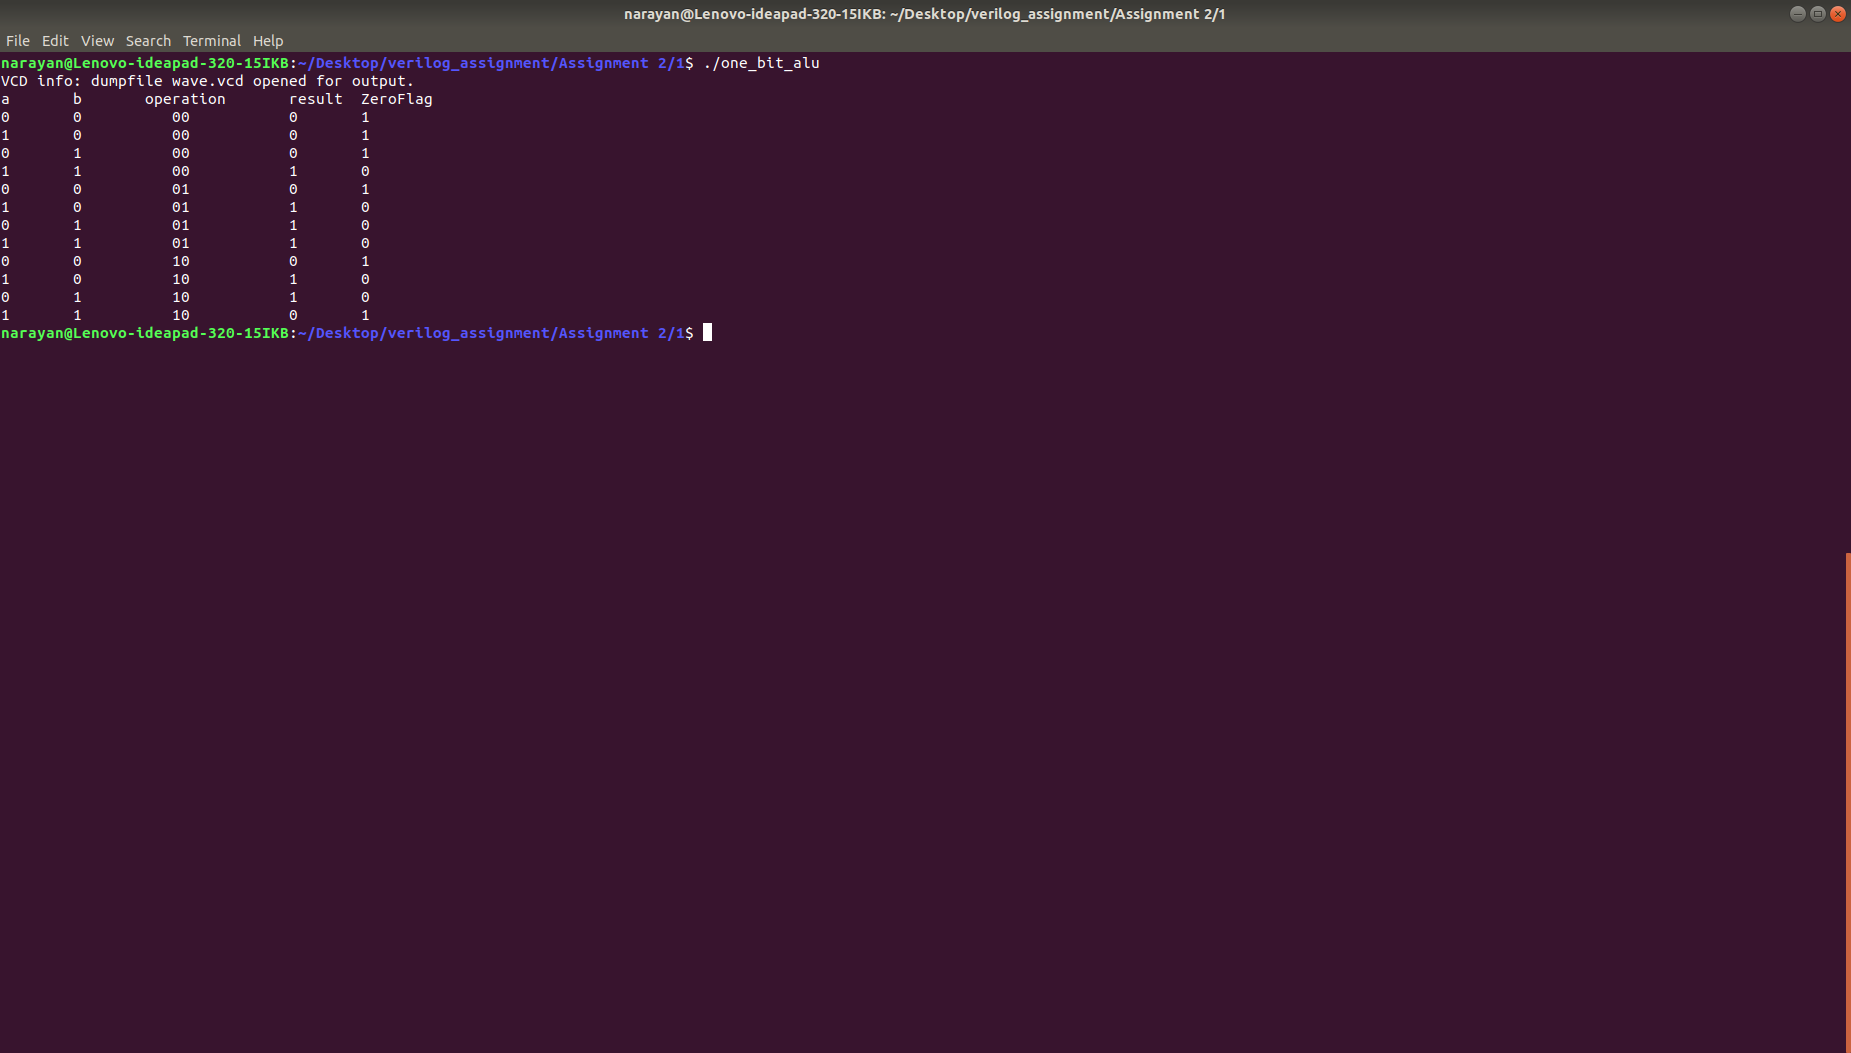 narayan@Lenovo-ideapad-320-15IKB: ~/Desktop/verilog_assignment/Assignment 2/1
File Edit View Search Terminal Help
narayan@Lenovo-ideapad-320-15IKB:~/Desktop/verilog_assignment/Assignment 2/1$ ./one_bit_alu
VCD info: dumpfile wave.vcd opened for output.
a b operation result ZeroFlag
0 0 00 0 1
1 0 00 0 1
0 1 00 0 1
1 1 00 1 0
0 0 01 0 1
1 0 01 1 0
0 1 01 1 0
1 1 01 1 0
0 0 10 0 1
1 0 10 1 0
0 1 10 1 0
1 1 10 0 1
narayan@Lenovo-ideapad-320-15IKB:~/Desktop/verilog_assignment/Assignment 2/1$